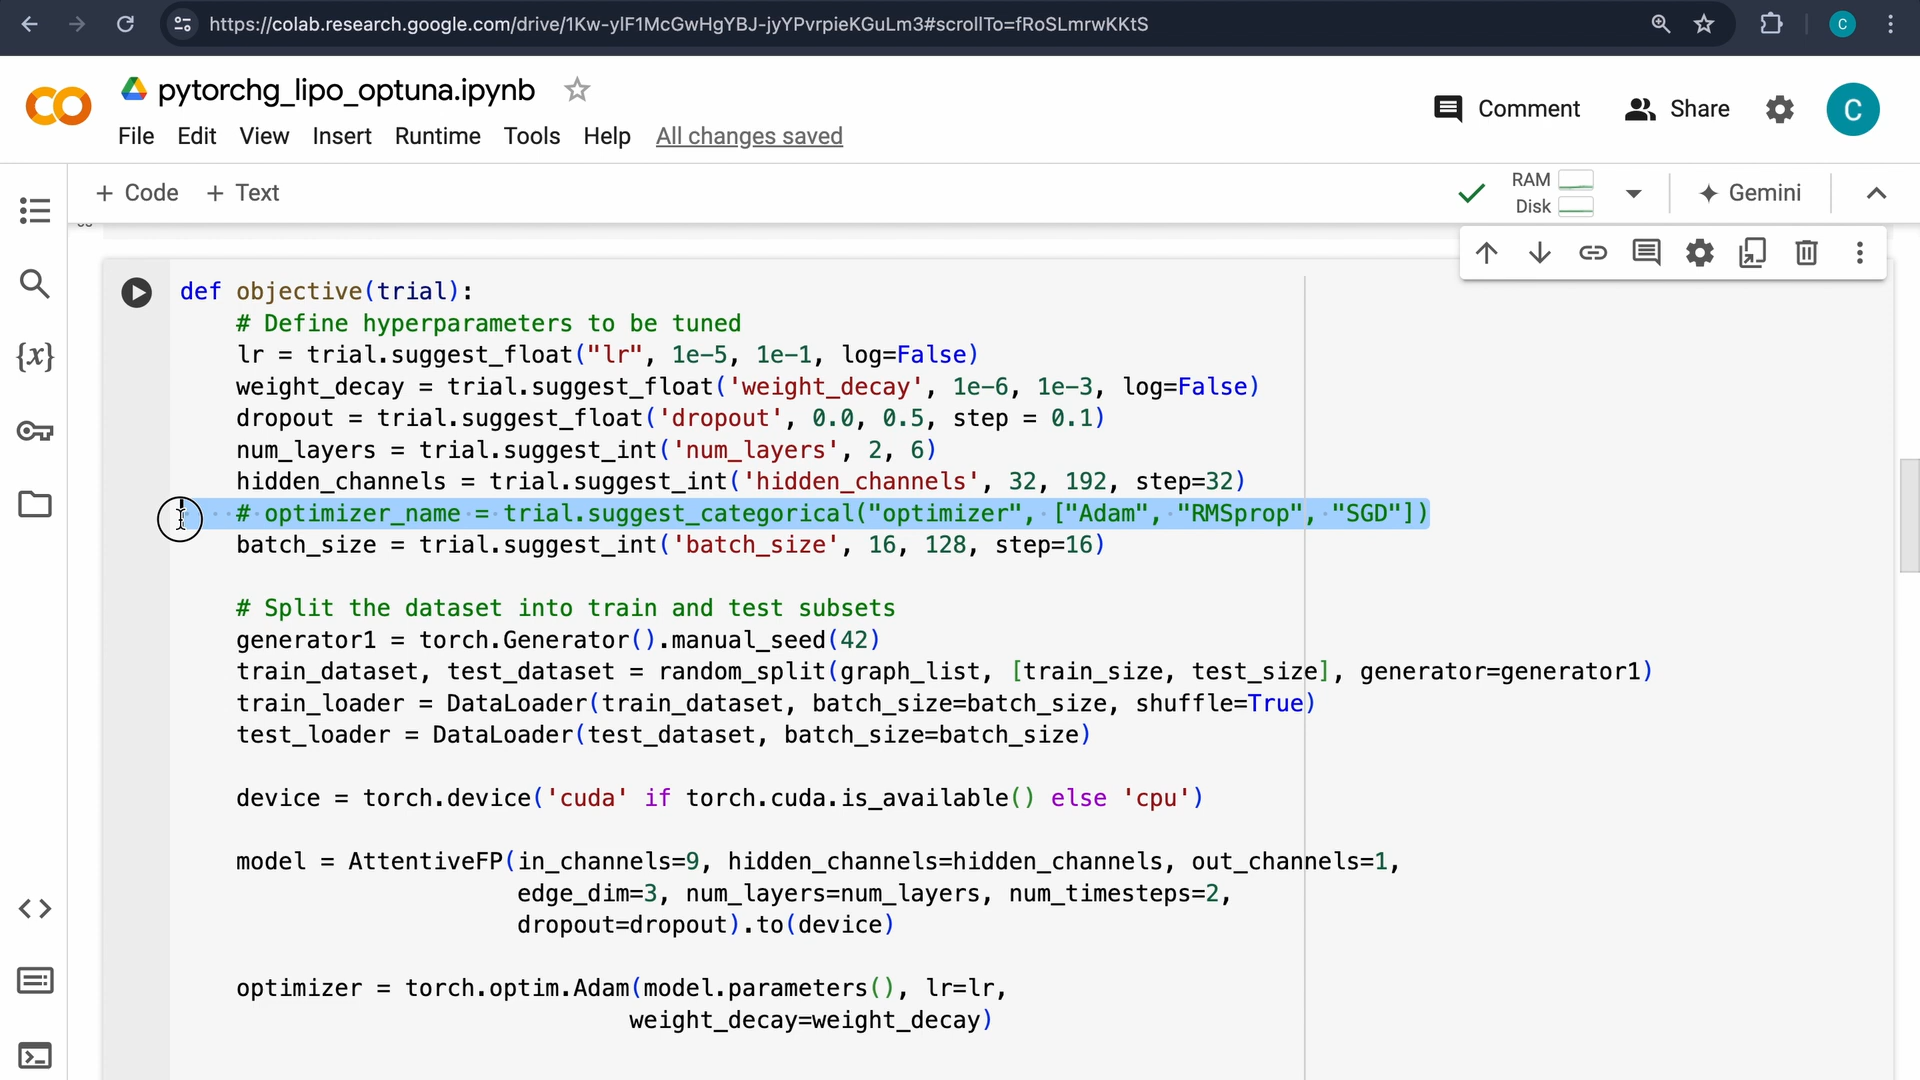 https://colab.research.google.com/drive/1Kw-ylF1McGwHgYBJ-jyYPvrpieKGuLm3#scrollTo=fRoSLmrwKKtS
C
pytorchg_lipo_optuna.ipynb
Comment
Share
C
File Edit View Insert Runtime Tools Help All changes saved
+ Code + Text
RAM
Disk
Gemini
{x}
def objective(trial):
    # Define hyperparameters to be tuned
    lr = trial.suggest_float("lr", 1e-5, 1e-1, log=False)
    weight_decay = trial.suggest_float('weight_decay', 1e-6, 1e-3, log=False)
    dropout = trial.suggest_float('dropout', 0.0, 0.5, step = 0.1)
    num_layers = trial.suggest_int('num_layers', 2, 6)
    hidden_channels = trial.suggest_int('hidden_channels', 32, 192, step=32)
    # optimizer_name = trial.suggest_categorical("optimizer", ["Adam", "RMSprop", "SGD"])
    batch_size = trial.suggest_int('batch_size', 16, 128, step=16)
    # Split the dataset into train and test subsets
    generator1 = torch.Generator().manual_seed(42)
    train_dataset, test_dataset = random_split(graph_list, [train_size, test_size], generator=generator1)
    train_loader = DataLoader(train_dataset, batch_size=batch_size, shuffle=True)
    test_loader = DataLoader(test_dataset, batch_size=batch_size)
    device = torch.device('cuda' if torch.cuda.is_available() else 'cpu')
    model = AttentiveFP(in_channels=9, hidden_channels=hidden_channels, out_channels=1,
                        edge_dim=3, num_layers=num_layers, num_timesteps=2,
                        dropout=dropout).to(device)
    optimizer = torch.optim.Adam(model.parameters(), lr=lr,
                                weight_decay=weight_decay)